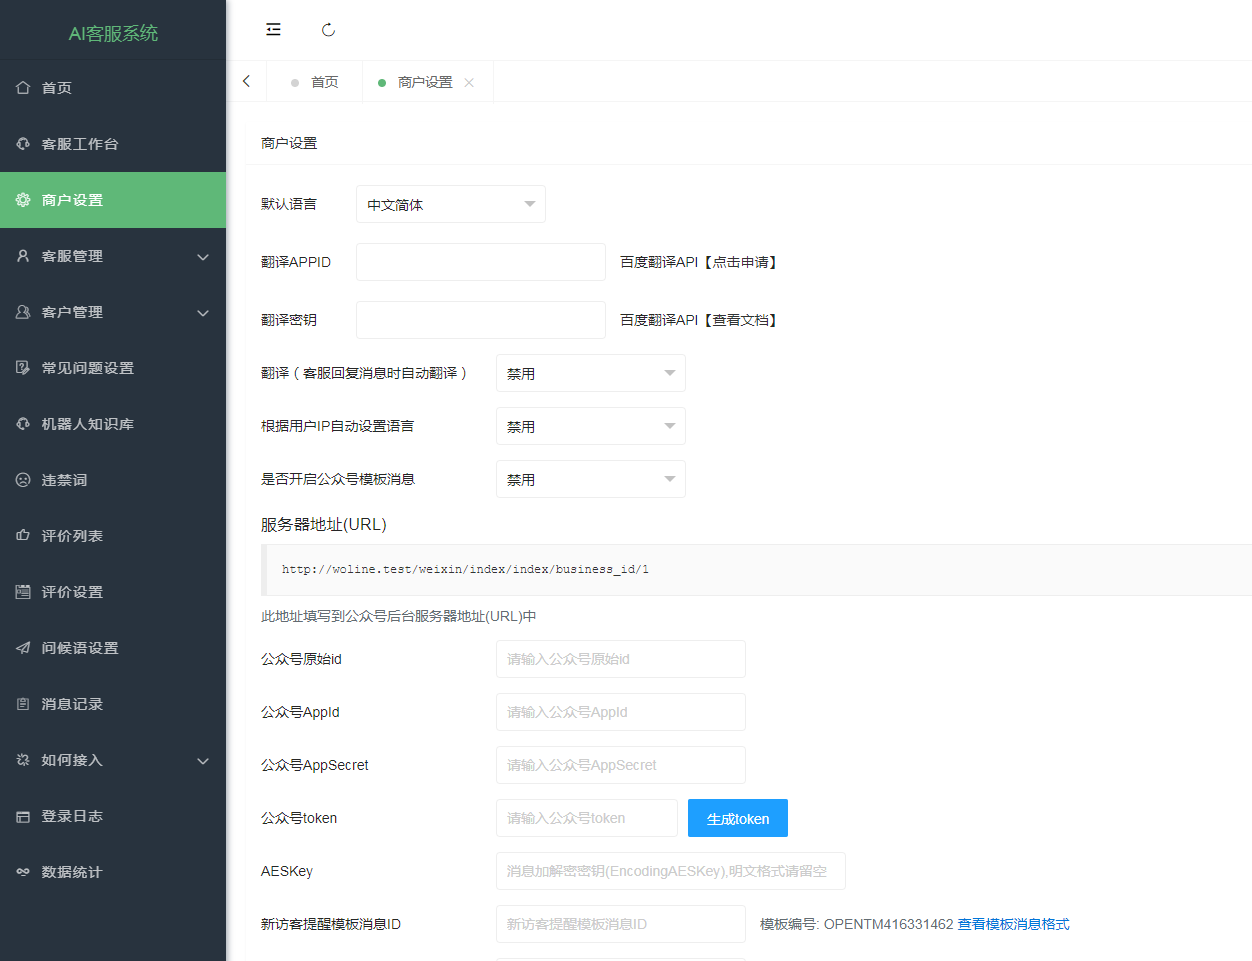 AI客服系统
首页
客服工作台
商户设置
客服管理
客户管理
常见问题设置
机器人知识库
违禁词
评价列表
评价设置
问候语设置
消息记录
如何接入
登录日志
数据统计
首页
商户设置
商户设置
默认语言 中文简体
翻译APPID 百度翻译API【点击申请】
翻译密钥 百度翻译API【查看文档】
翻译（客服回复消息时自动翻译） 禁用
根据用户IP自动设置语言 禁用
是否开启公众号模板消息 禁用
服务器地址(URL)
http://woline.test/weixin/index/index/business_id/1
此地址填写到公众号后台服务器地址(URL)中
公众号原始id 请输入公众号原始id
公众号AppId 请输入公众号AppId
公众号AppSecret 请输入公众号AppSecret
公众号token 请输入公众号token 生成token
AESKey 消息加解密密钥(EncodingAESKey),明文格式请留空
新访客提醒模板消息ID 新访客提醒模板消息ID 模板编号: OPENTM416331462 查看模板消息格式